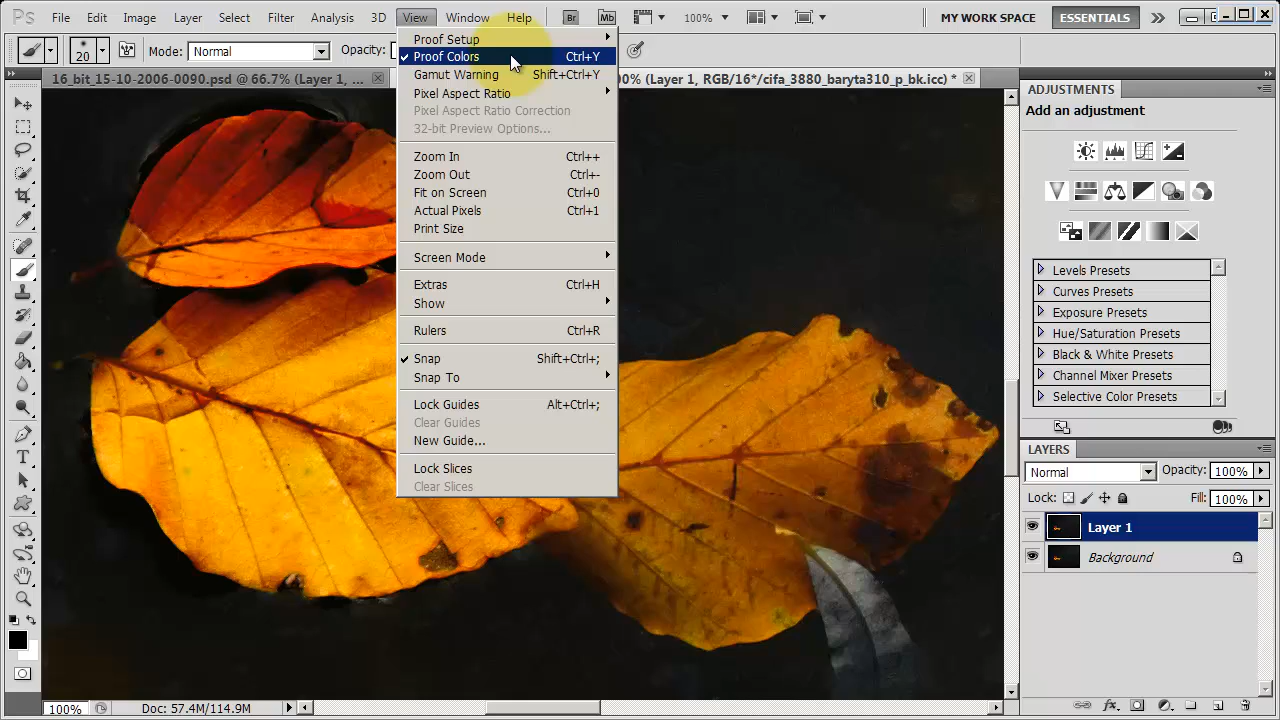 Ps File Edit Image Layer Select Filter Analysis 3D View Window Help Br Mb 100% MY WORK SPACE ESSENTIALS
20 Mode: Normal Opacity:
16_bit_15-10-2006-0090.psd @ 66.7% (Layer 1, ... 00% (Layer 1, RGB/16*/cifa_3880_baryta310_p_bk.icc) *
Proof Setup
Proof Colors Ctrl+Y
Gamut Warning Shift+Ctrl+Y
Pixel Aspect Ratio
Pixel Aspect Ratio Correction
32-bit Preview Options...
Zoom In Ctrl++
Zoom Out Ctrl+-
Fit on Screen Ctrl+0
Actual Pixels Ctrl+1
Print Size
Screen Mode
Extras Ctrl+H
Show
Rulers Ctrl+R
Snap Shift+Ctrl+;
Snap To
Lock Guides Alt+Ctrl+;
Clear Guides
New Guide...
Lock Slices
Clear Slices
ADJUSTMENTS
Add an adjustment
Levels Presets
Curves Presets
Exposure Presets
Hue/Saturation Presets
Black & White Presets
Channel Mixer Presets
Selective Color Presets
LAYERS
Normal Opacity: 100%
Lock: Fill: 100%
Layer 1
Background
100% Doc: 57.4M/114.9M